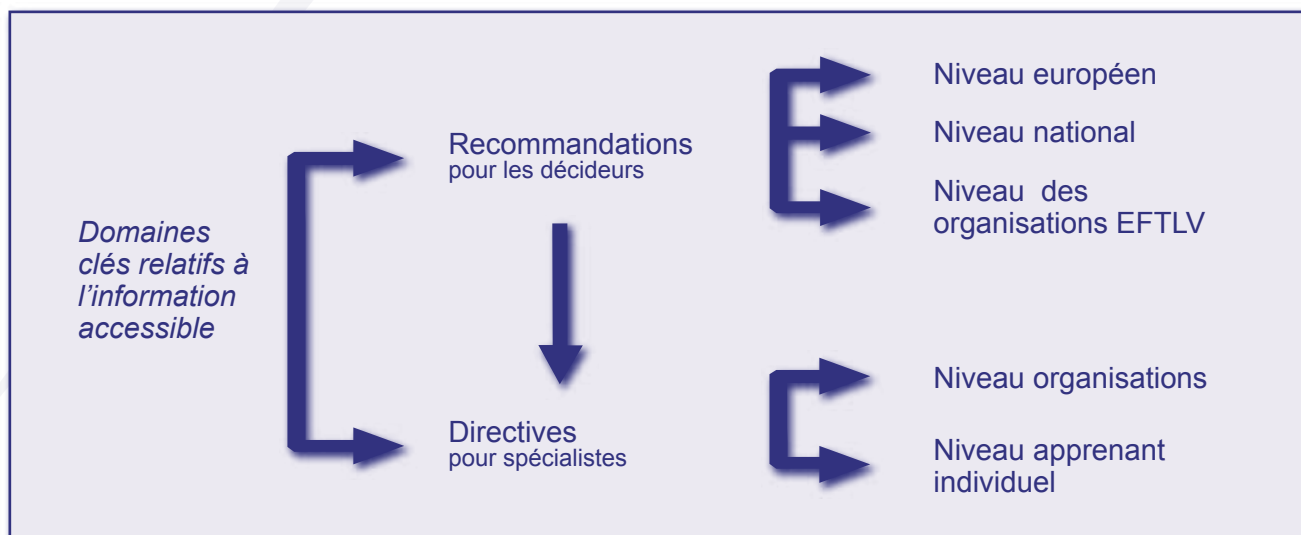 Domaines
clés relatifs à
l’information
accessible
Recommandations
pour les décideurs
Directives
pour spécialistes
Niveau européen
Niveau national
Niveau des
organisations EFTLV
Niveau organisations
Niveau apprenant
individuel